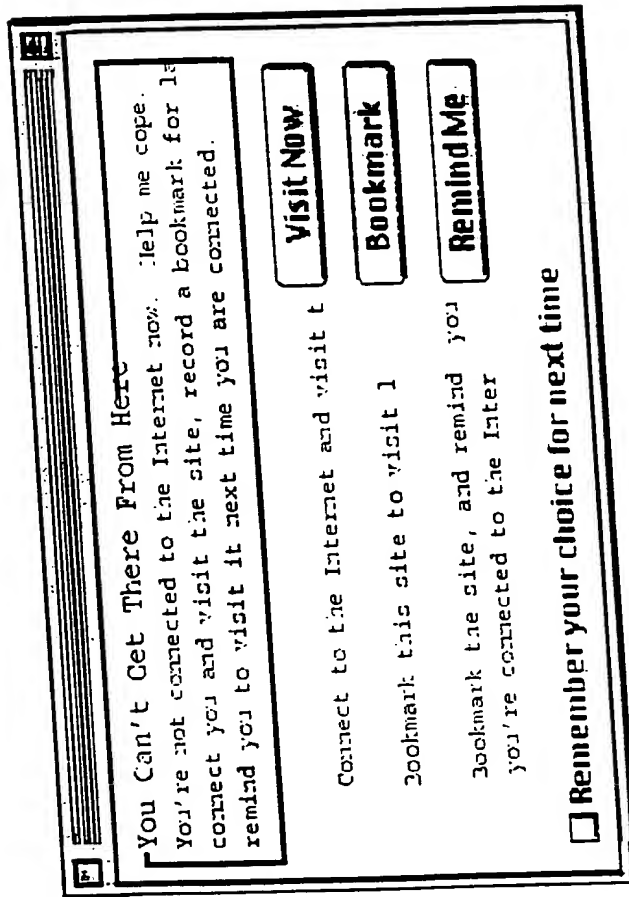 You Can't Get There From Here
You're not connected to the Internet now. Help me cope.
connect you and visit the site, record a bookmark for la
remind you to visit it next time you are connected.
Connect to the Internet and visit t
Visit Now
Bookmark this site to visit l
Bookmark
Bookmark the site, and remind you
you're connected to the Inter
Remind Me
Remember your choice for next time